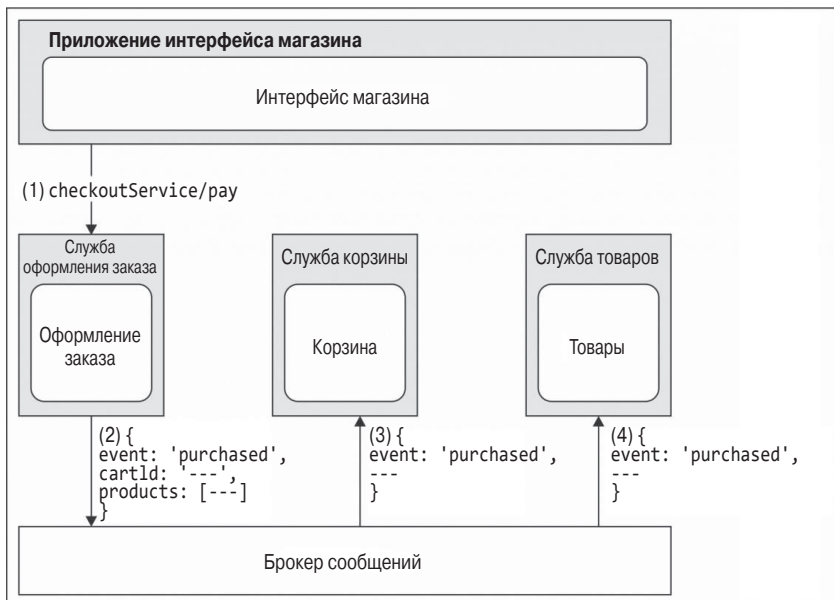 Приложение интерфейса магазина
Интерфейс магазина
(1) checkoutService/pay
Служба
оформления заказа
Оформление
заказа
Служба корзины
Корзина
Служба товаров
Товары
(2) {
event: 'purchased',
cartld: '---',
products: [---]
}
(3) {
event: 'purchased',
---
}
(4) {
event: 'purchased',
---
}
Брокер сообщений